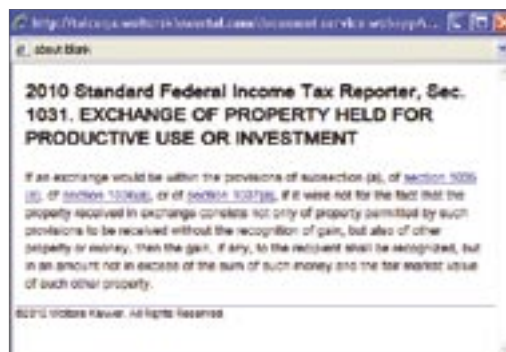 about:blank
2010 Standard Federal Income Tax Reporter, Sec.
1031. EXCHANGE OF PROPERTY HELD FOR
PRODUCTIVE USE OR INVESTMENT
If an exchange would be within the provisions of subsection (a), of section 1035
(a), of section 1036(a), or of section 1037(a), if it were not for the fact that the
property received in exchange consists not only of property permitted by such
provisions to be received without the recognition of gain, but also of other
property or money, then the gain, if any, to the recipient shall be recognized, but
in an amount not in excess of the sum of such money and the fair market value
of such other property.
©2010 Wolters Kluwer. All Rights Reserved.